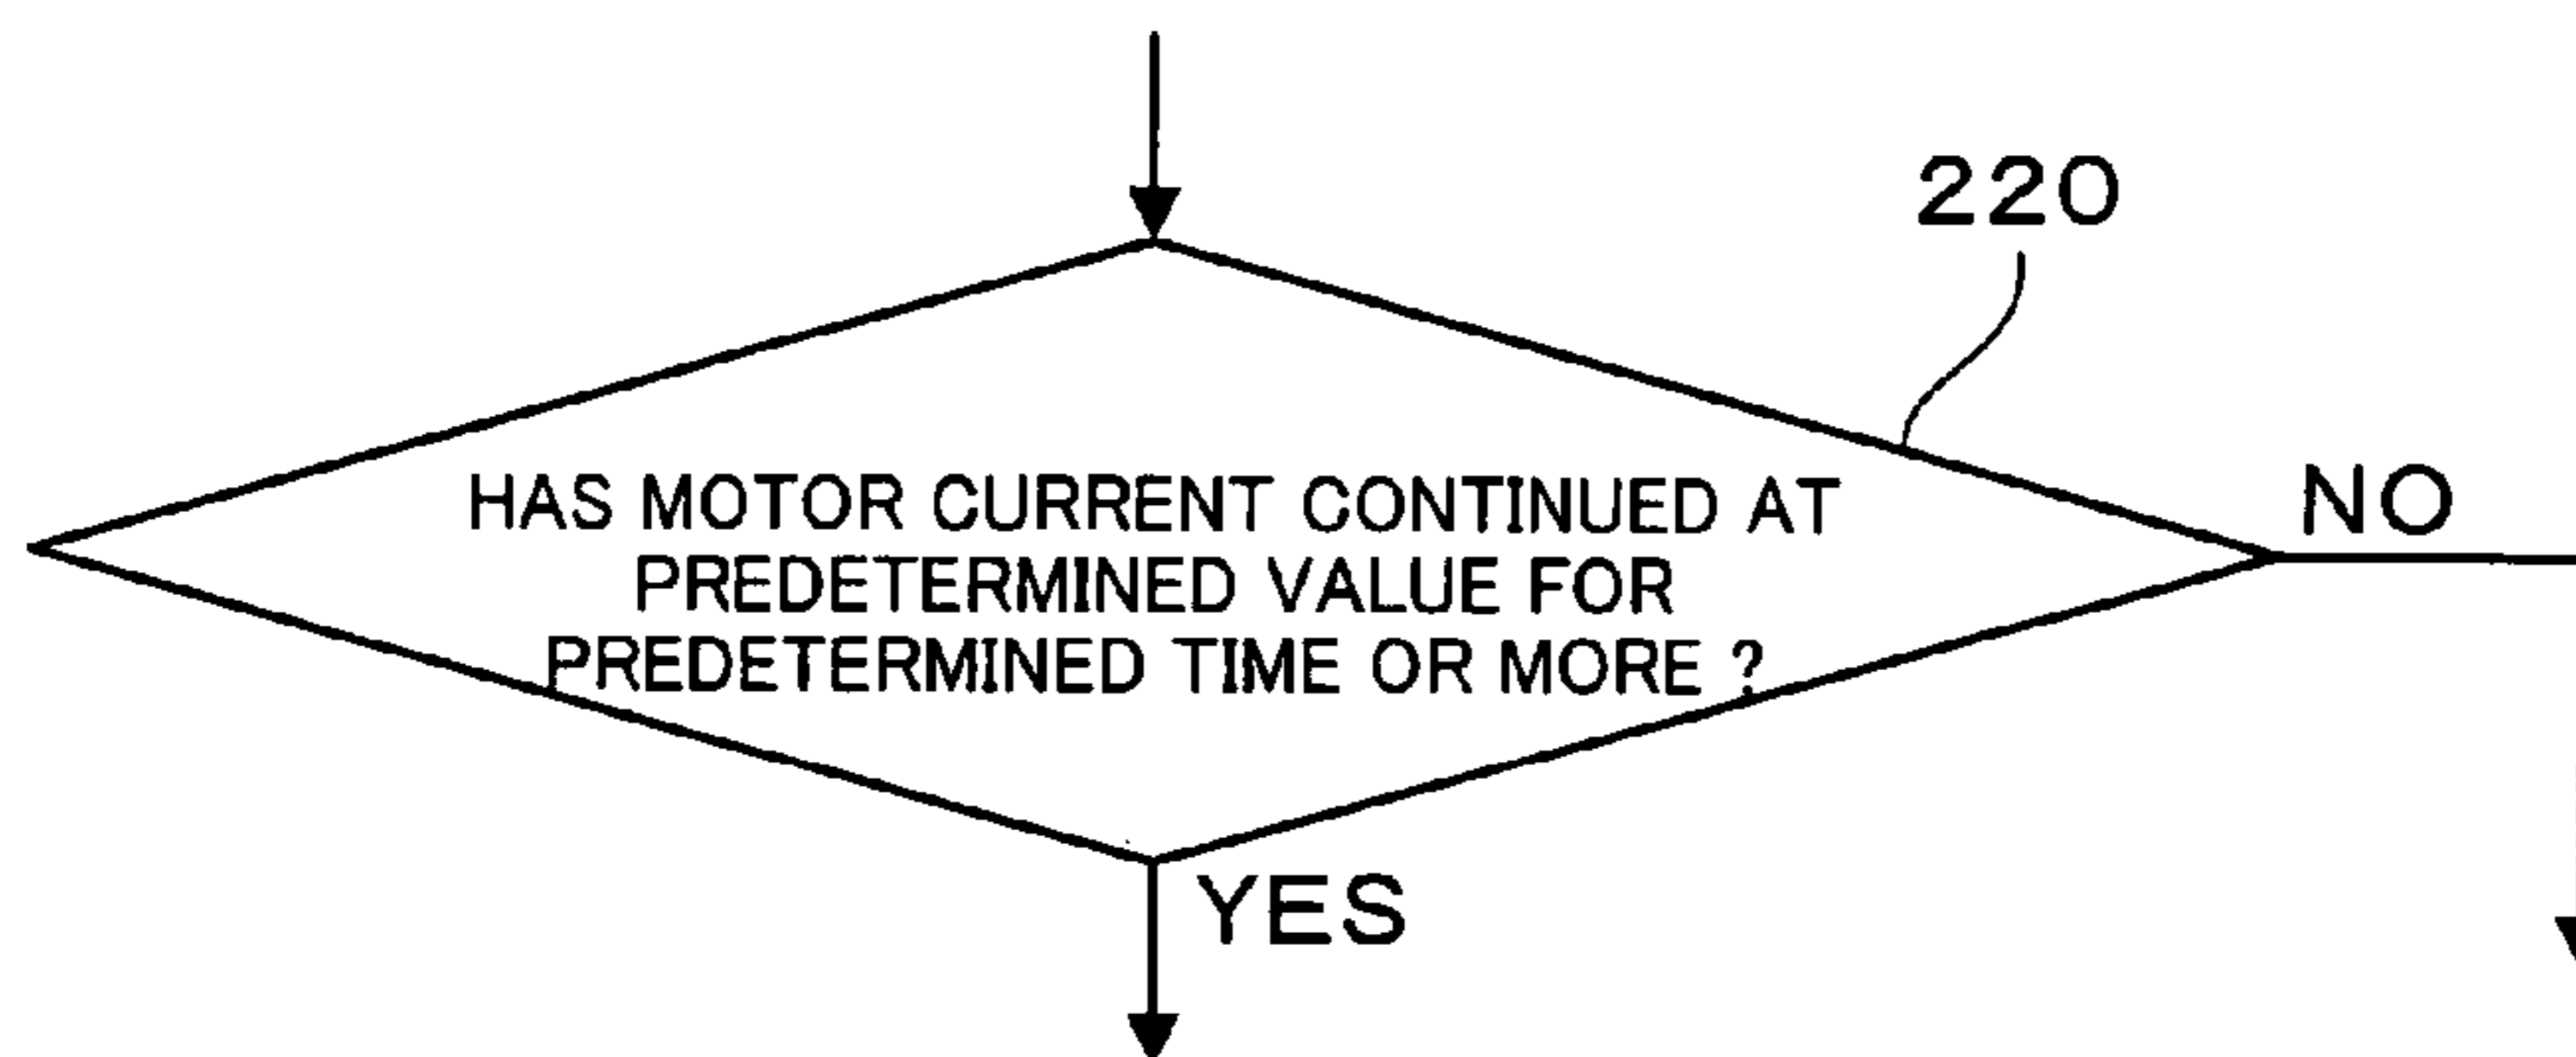 220
HAS MOTOR CURRENT CONTINUED AT
PREDETERMINED VALUE FOR
PREDETERMINED TIME OR MORE ?
NO
YES